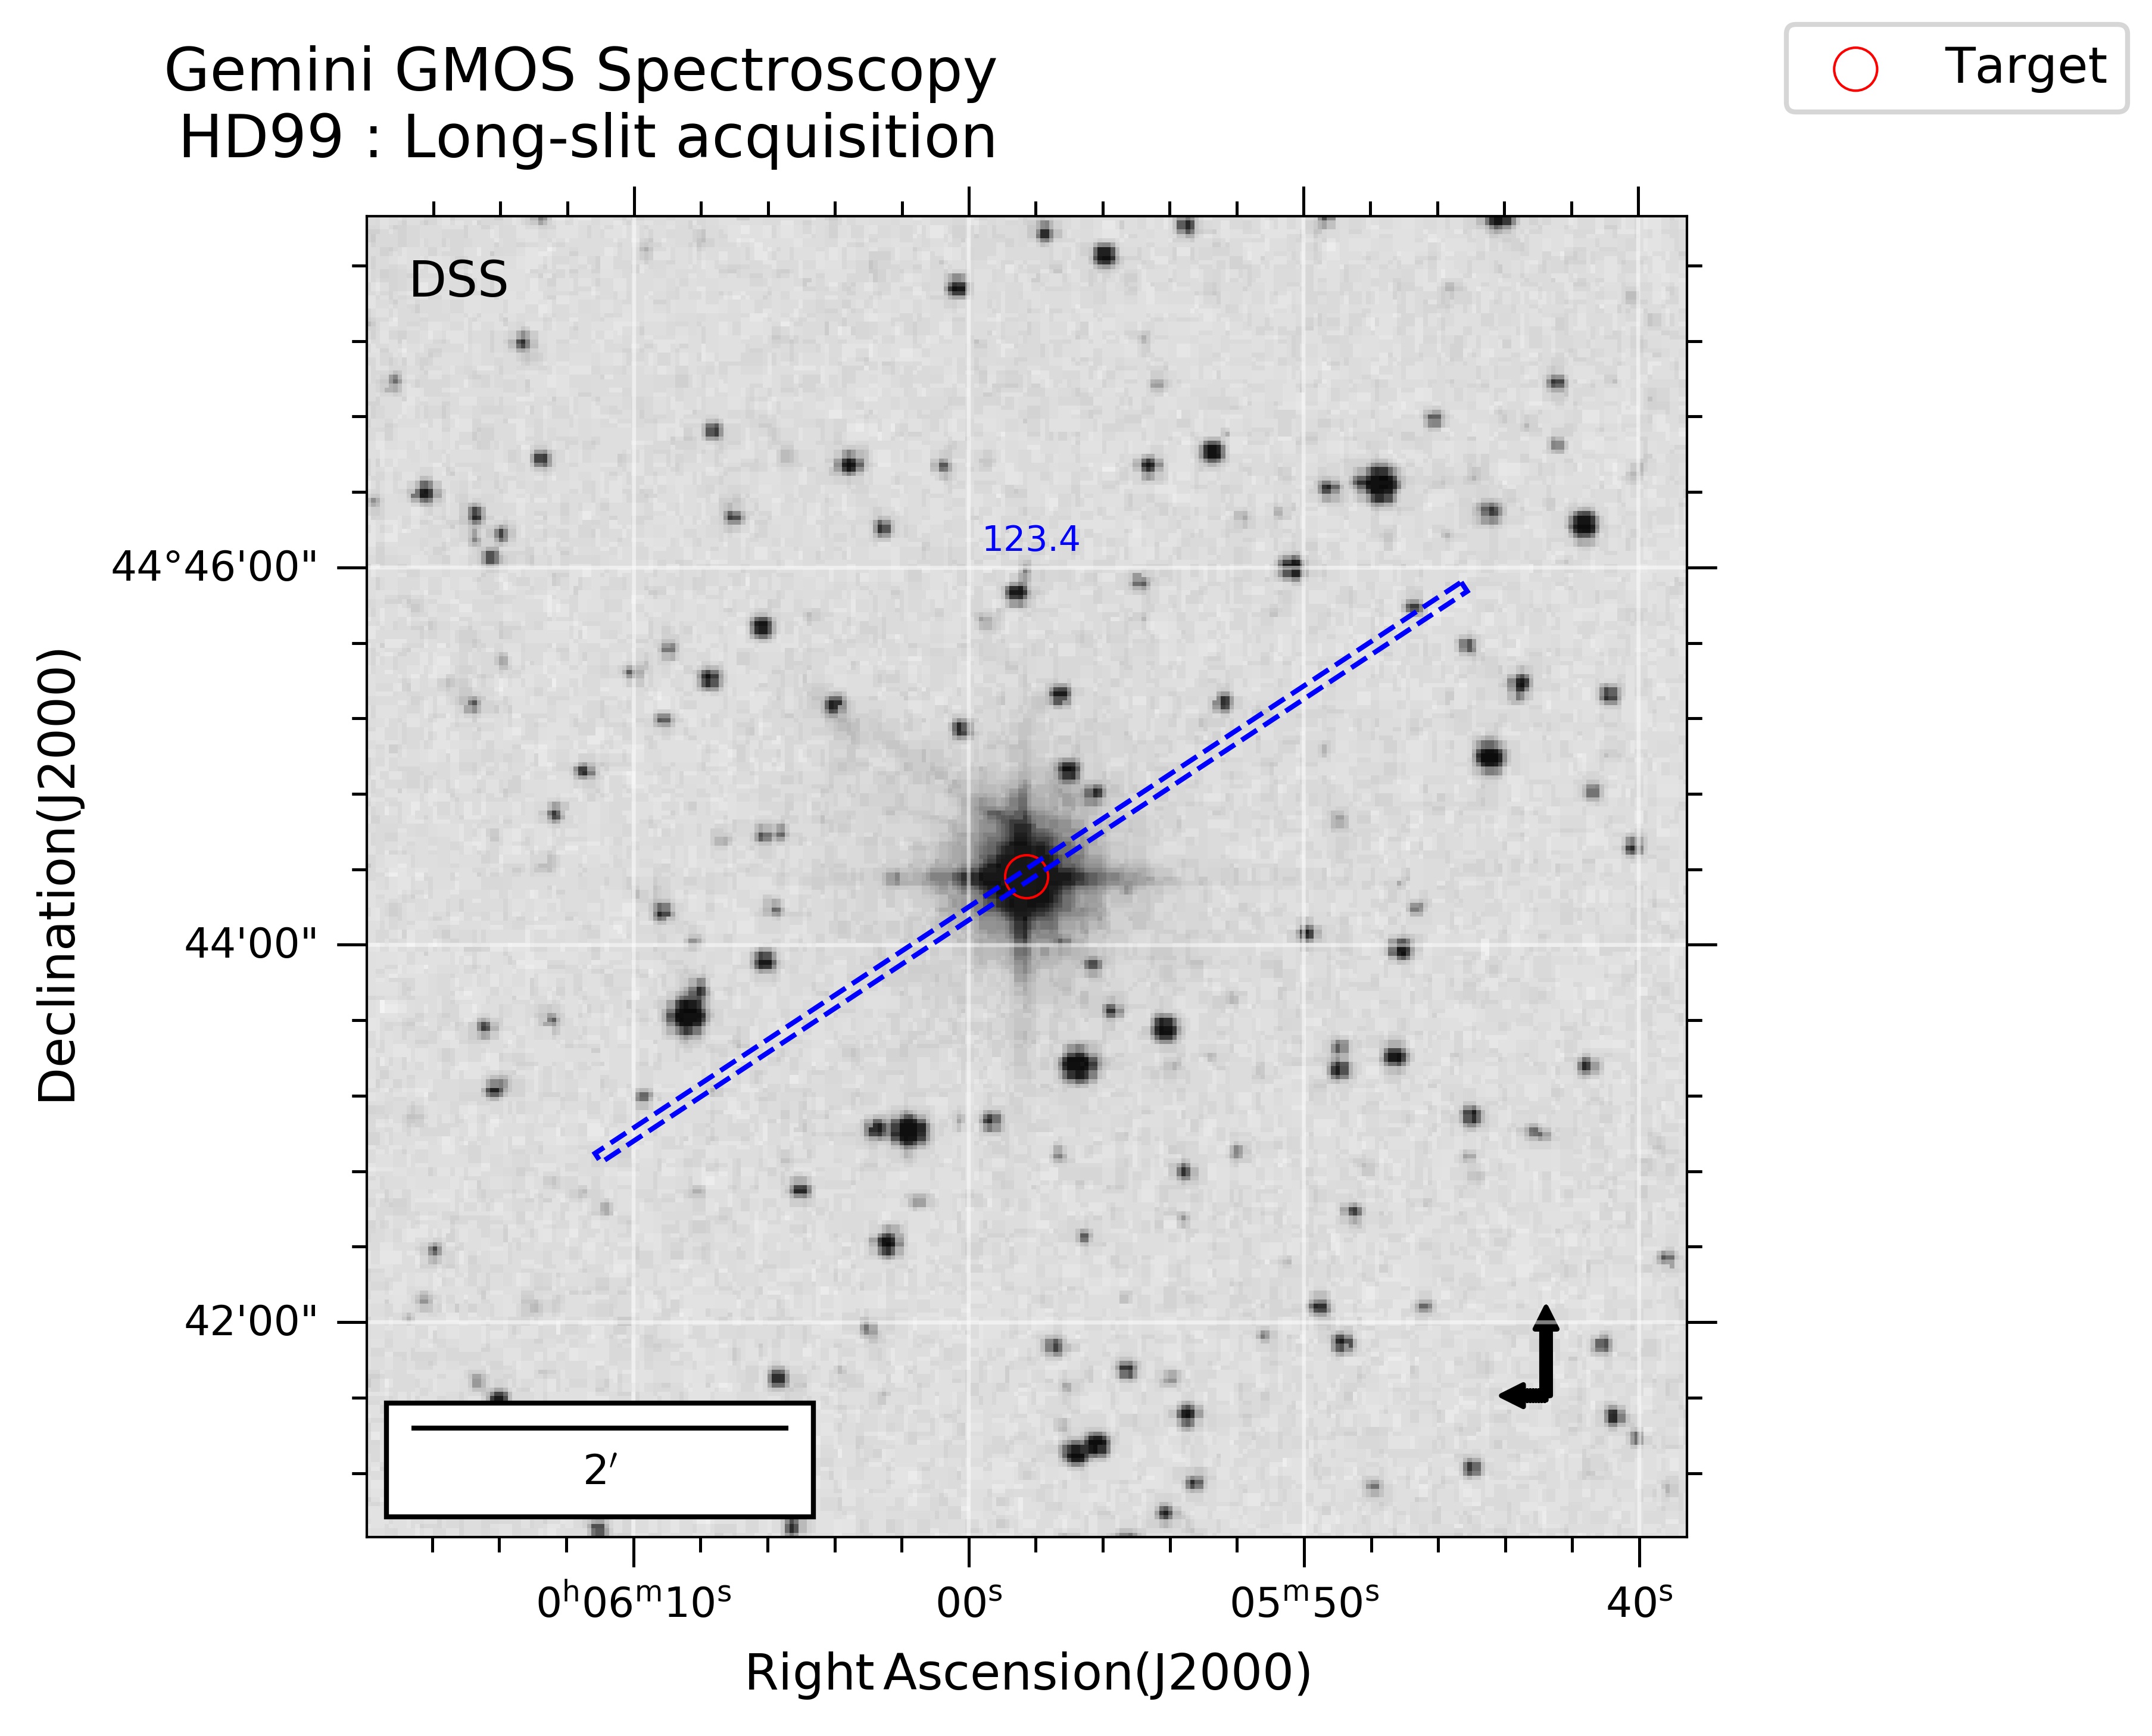 Gemini GMOS Spectroscopy
HD99 : Long-slit acquisition
Target
DSS
123.4
44°46'00"
44'00"
42'00"
Declination(J2000)
2′
0ʰ06ᵐ10ˢ 00ˢ 05ᵐ50ˢ 40ˢ
Right Ascension(J2000)